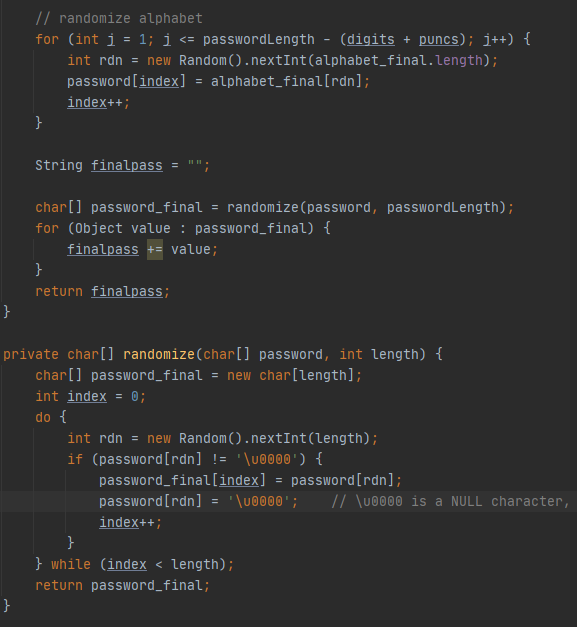 // randomize alphabet
for (int j = 1; j <= passwordLength - (digits + puncs); j++) {
int rdn = new Random().nextInt(alphabet_final.length);
password[index] = alphabet_final[rdn];
index++;
}
String finalpass = "";
char[] password_final = randomize(password, passwordLength);
for (Object value : password_final) {
finalpass += value;
}
return finalpass;
}
private char[] randomize(char[] password, int length) {
char[] password_final = new char[length];
int index = 0;
do {
int rdn = new Random().nextInt(length);
if (password[rdn] != '\u0000') {
password_final[index] = password[rdn];
password[rdn] = '\u0000'; // \u0000 is a NULL character,
index++;
}
} while (index < length);
return password_final;
}